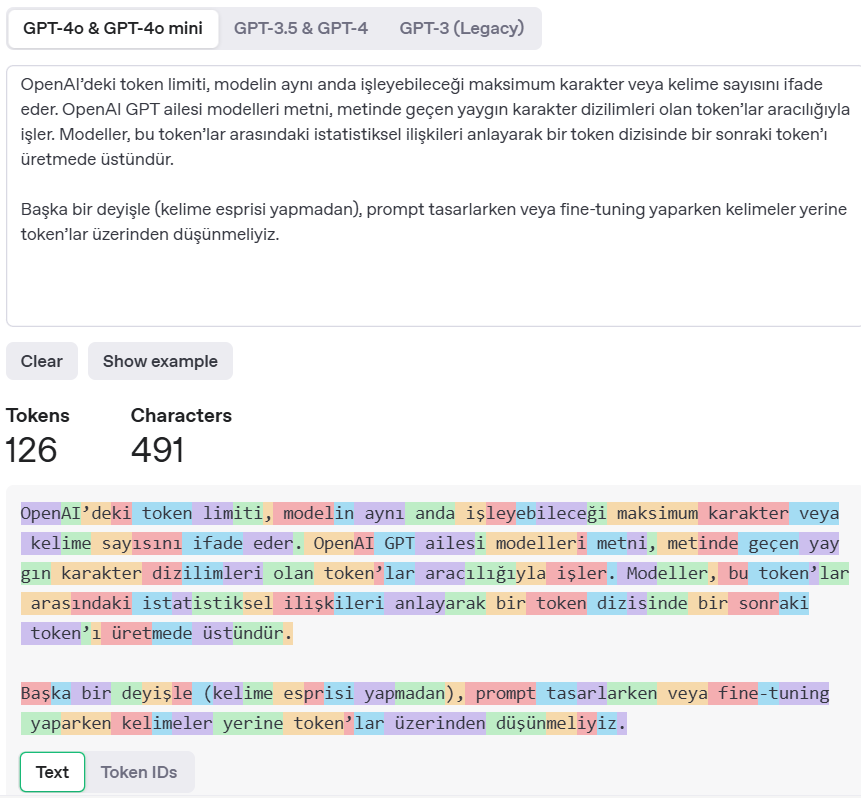 GPT-4o & GPT-4o mini GPT-3.5 & GPT-4 GPT-3 (Legacy)
OpenAI’deki token limiti, modelin aynı anda işleyebileceği maksimum karakter veya kelime sayısını ifade
eder. OpenAI GPT ailesi modelleri metni, metinde geçen yaygın karakter dizilimleri olan token’lar aracılığıyla
işler. Modeller, bu token’lar arasındaki istatistiksel ilişkileri anlayarak bir token dizisinde bir sonraki token’ı
üretmede üstündür.
Başka bir deyişle (kelime esprisi yapmadan), prompt tasarlarken veya fine-tuning yaparken kelimeler yerine
token’lar üzerinden düşünmeliyiz.
Clear Show example
Tokens Characters
126 491
OpenAI’deki token limiti, modelin aynı anda işleyebileceği maksimum karakter veya
kelime sayısını ifade eder. OpenAI GPT ailesi modelleri metni, metinde geçen yay
gın karakter dizilimleri olan token’lar aracılığıyla işler. Modeller, bu token’lar
arasındaki istatistiksel ilişkileri anlayarak bir token dizisinde bir sonraki
token’ı üretmede üstündür.
Başka bir deyişle (kelime esprisi yapmadan), prompt tasarlarken veya fine-tuning
yaparken kelimeler yerine token’lar üzerinden düşünmeliyiz.
Text Token IDs